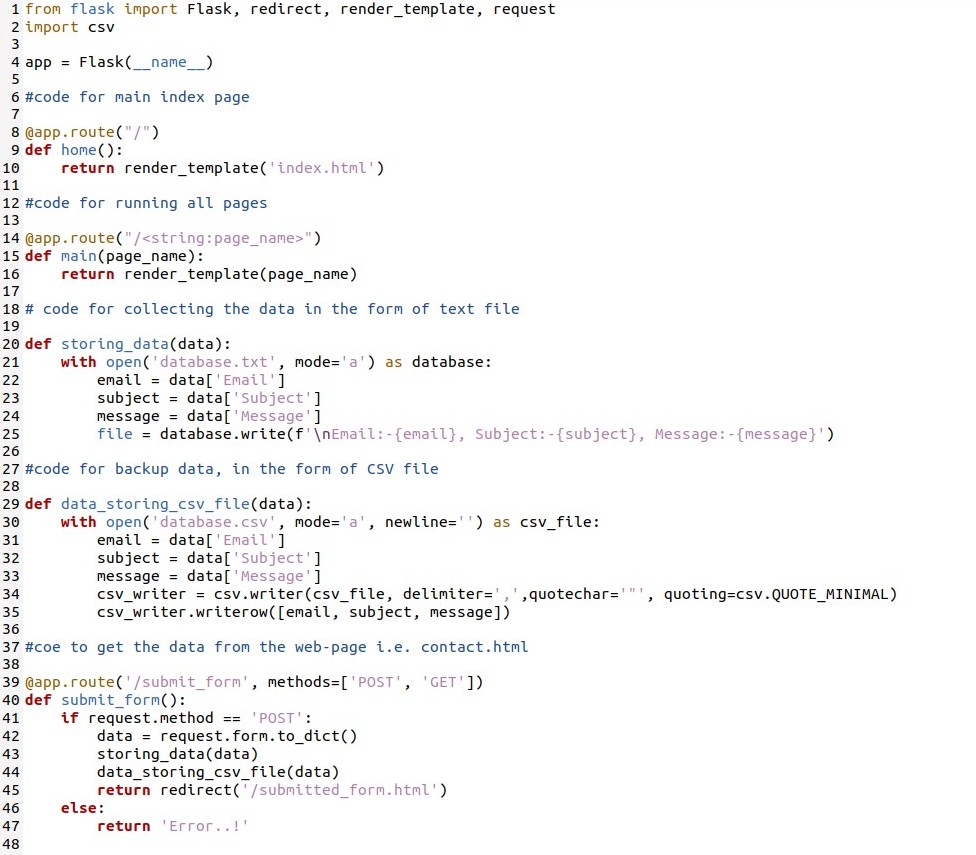 1 from flask import Flask, redirect, render_template, request
2 import csv
3
4 app = Flask(__name__)
5
6 #code for main index page
7
8 @app.route("/")
9 def home():
10     return render_template('index.html')
11
12 #code for running all pages
13
14 @app.route("/<string:page_name>")
15 def main(page_name):
16     return render_template(page_name)
17
18 # code for collecting the data in the form of text file
19
20 def storing_data(data):
21     with open('database.txt', mode='a') as database:
22         email = data['Email']
23         subject = data['Subject']
24         message = data['Message']
25         file = database.write(f'\nEmail:-{email}, Subject:-{subject}, Message:-{message}')
26
27 #code for backup data, in the form of CSV file
28
29 def data_storing_csv_file(data):
30     with open('database.csv', mode='a', newline='') as csv_file:
31         email = data['Email']
32         subject = data['Subject']
33         message = data['Message']
34         csv_writer = csv.writer(csv_file, delimiter=',',quotechar='"', quoting=csv.QUOTE_MINIMAL)
35         csv_writer.writerow([email, subject, message])
36
37 #coe to get the data from the web-page i.e. contact.html
38
39 @app.route('/submit_form', methods=['POST', 'GET'])
40 def submit_form():
41     if request.method == 'POST':
42         data = request.form.to_dict()
43         storing_data(data)
44         data_storing_csv_file(data)
45         return redirect('/submitted_form.html')
46     else:
47         return 'Error..!'
48